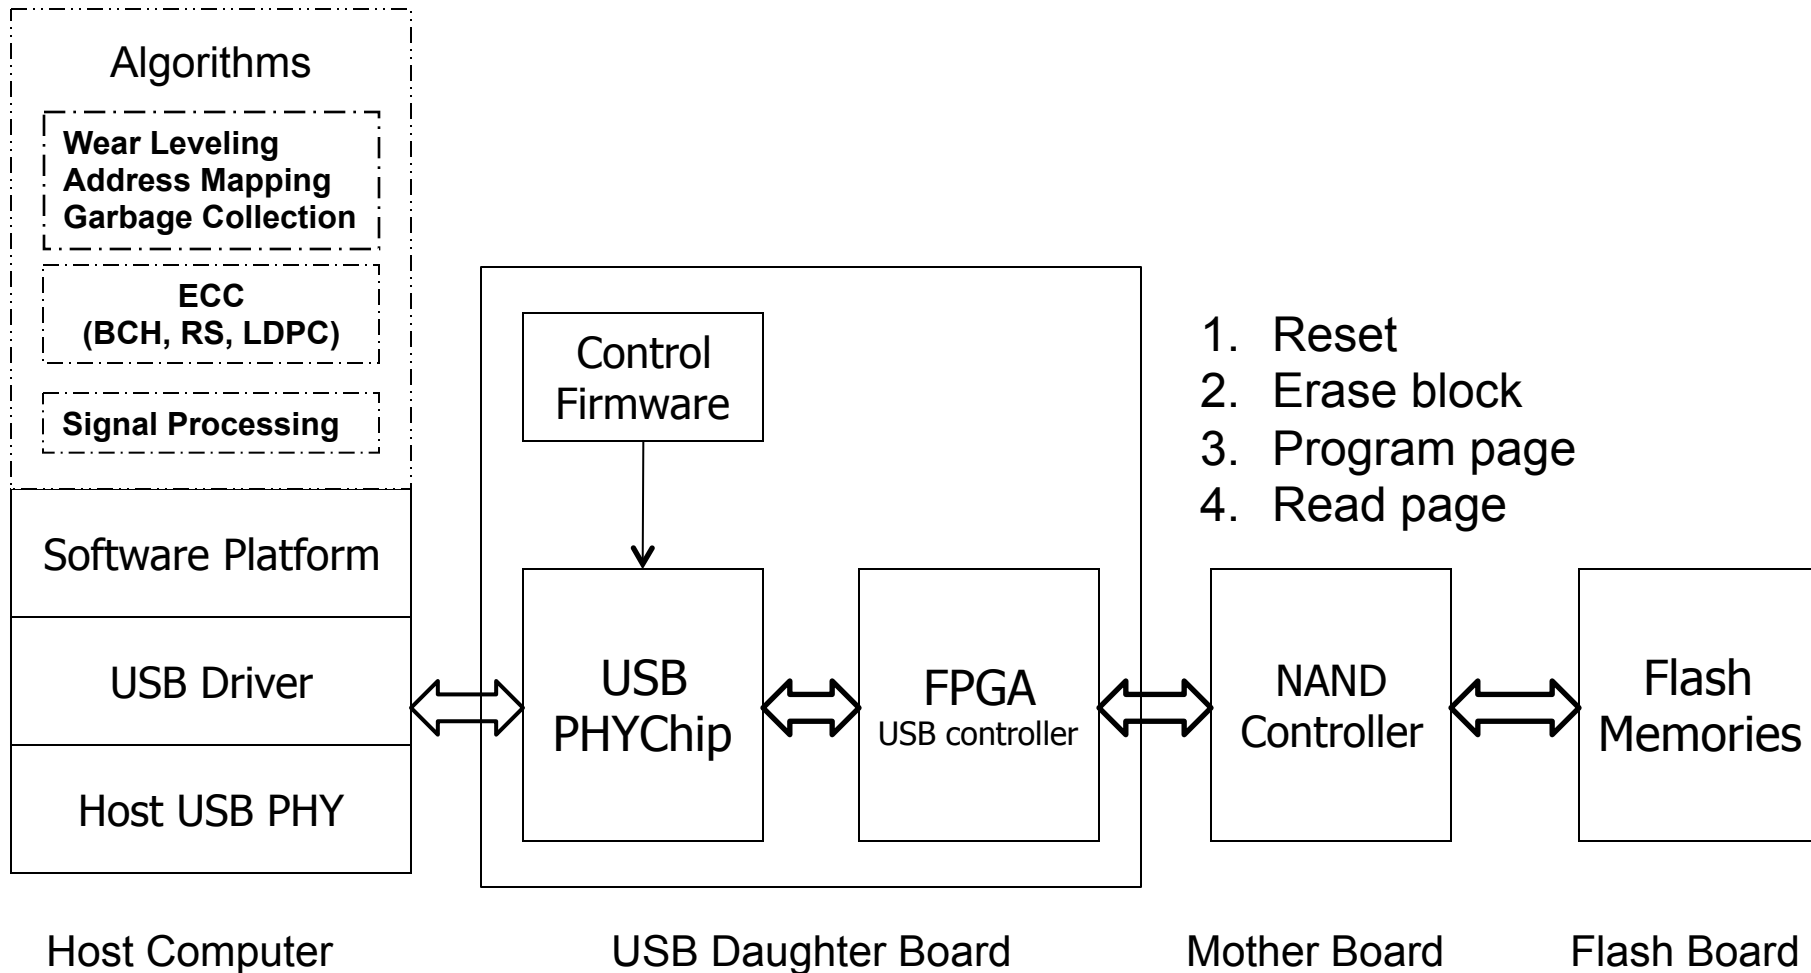 Algorithms
Wear Leveling
Address Mapping
Garbage Collection
ECC
(BCH, RS, LDPC)
Signal Processing
Software Platform
USB Driver
Host USB PHY
Host Computer
Control
Firmware
USB
PHYChip
FPGA
USB controller
USB Daughter Board
1. Reset
2. Erase block
3. Program page
4. Read page
NAND
Controller
Mother Board
Flash
Memories
Flash Board